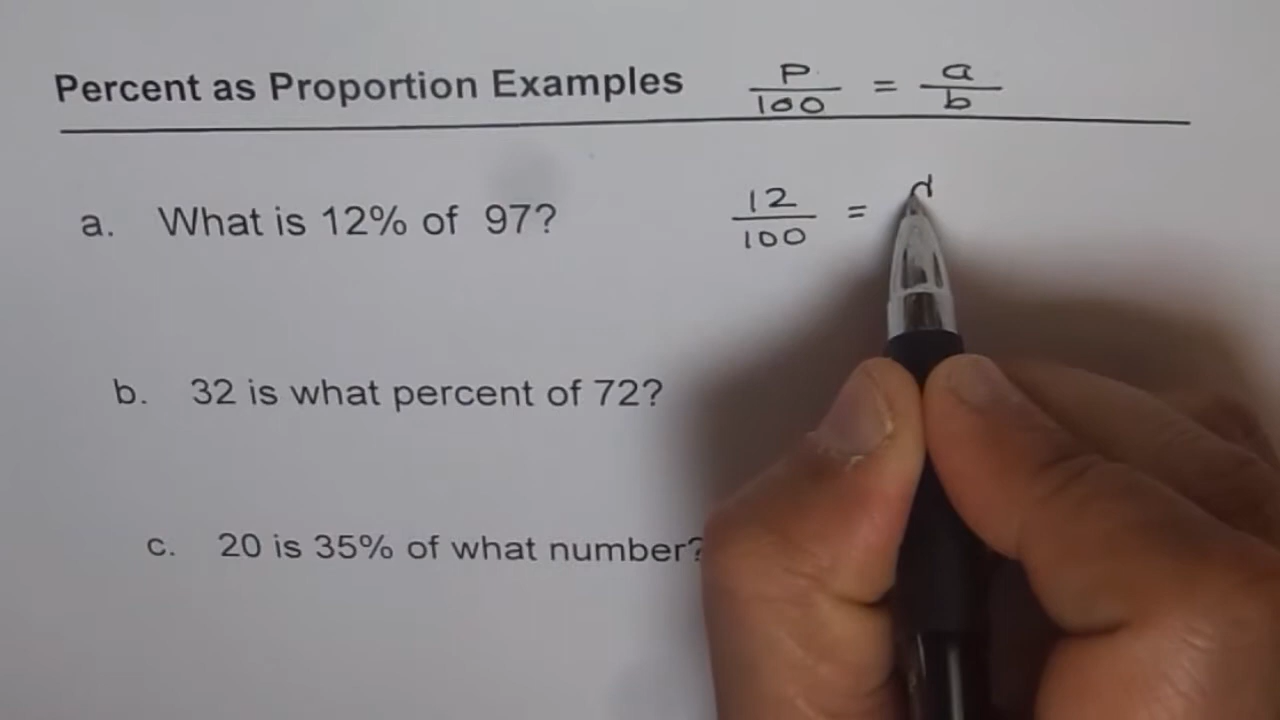 Percent as Proportion Examples P/100 = a/b
a. What is 12% of 97? 12/100 =
b. 32 is what percent of 72?
c. 20 is 35% of what number?